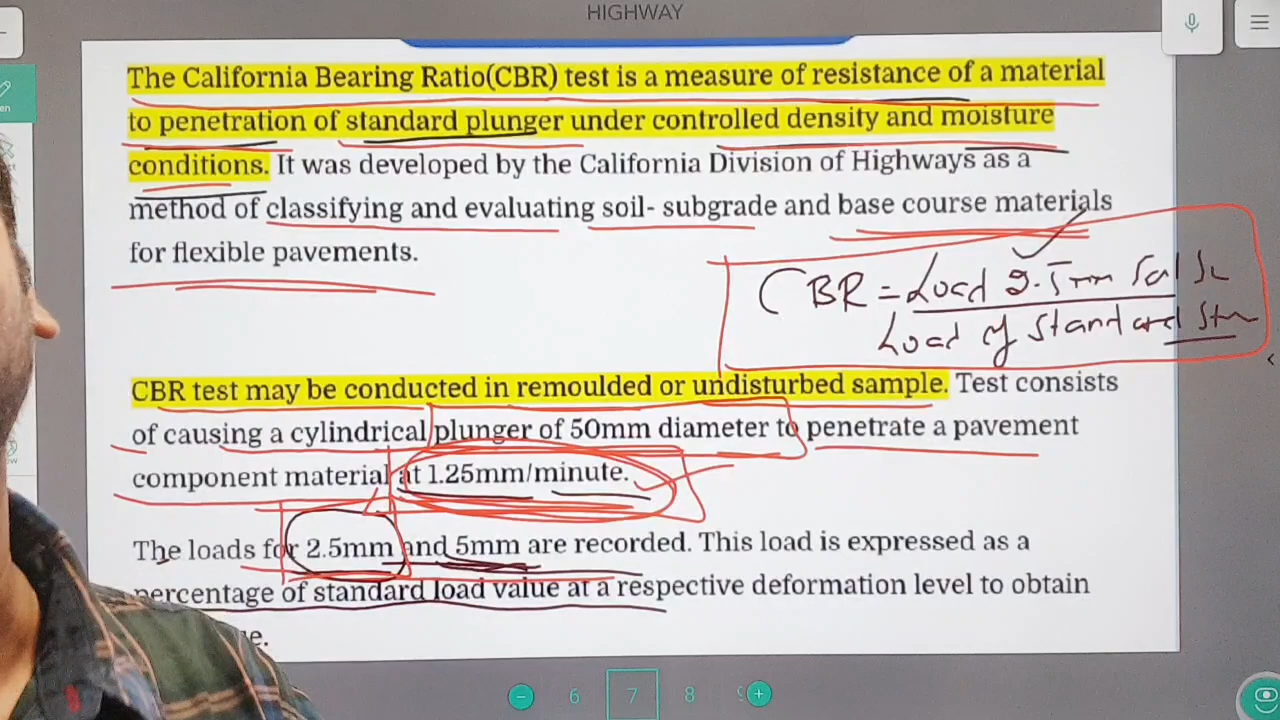 HIGHWAY
The California Bearing Ratio(CBR) test is a measure of resistance of a material
to penetration of standard plunger under controlled density and moisture
conditions. It was developed by the California Division of Highways as a
method of classifying and evaluating soil- subgrade and base course materials
for flexible pavements.
CBR = Load 2.5mm
Load of Standard
CBR test may be conducted in remoulded or undisturbed sample. Test consists
of causing a cylindrical plunger of 50mm diameter to penetrate a pavement
component material at 1.25mm/minute.
The loads for 2.5mm and 5mm are recorded. This load is expressed as a
percentage of standard load value at a respective deformation level to obtain
6 7 8